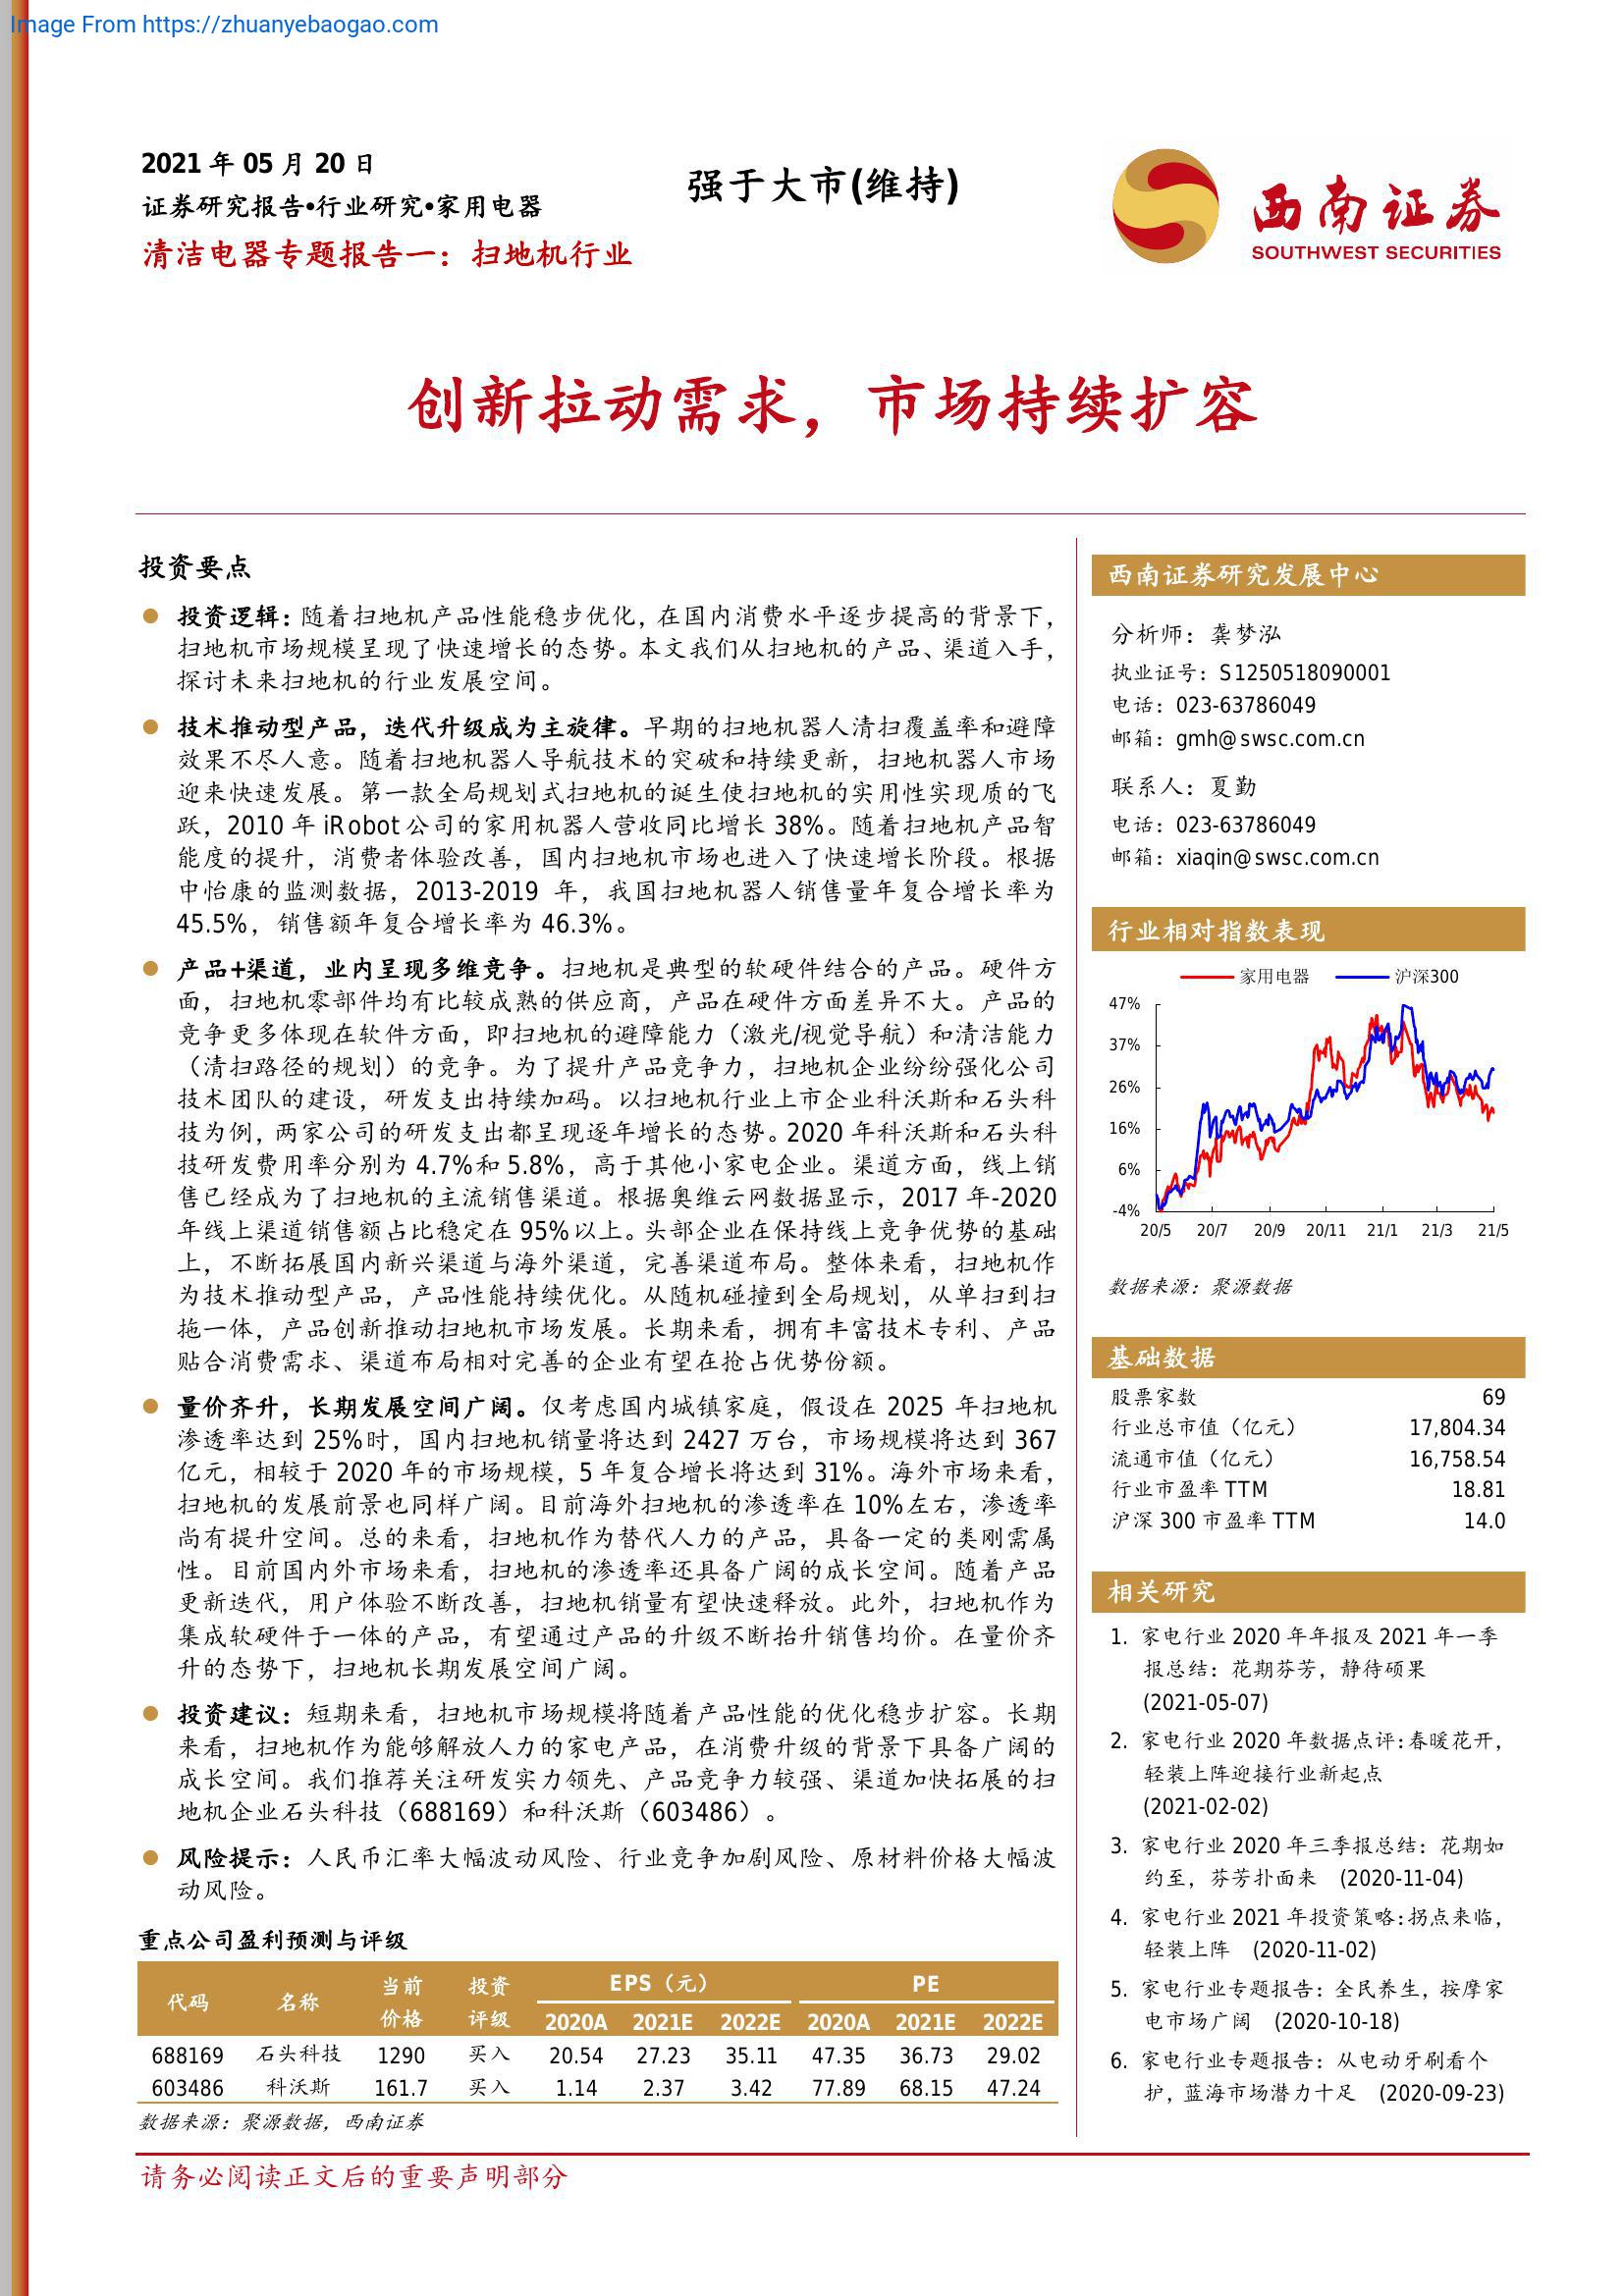 Image From https://zhuanyebaogao.com
2021 年 05 月 20 日
证券研究报告•行业研究•家用电器
清洁电器专题报告一：扫地机行业
强于大市(维持)
西南证券
SOUTHWEST SECURITIES
创新拉动需求，市场持续扩容
投资要点
投资逻辑：随着扫地机产品性能稳步优化，在国内消费水平逐步提高的背景下，
扫地机市场规模呈现了快速增长的态势。本文我们从扫地机的产品、渠道入手，
探讨未来扫地机的行业发展空间。
技术推动型产品，迭代升级成为主旋律。早期的扫地机器人清扫覆盖率和避障
效果不尽人意。随着扫地机器人导航技术的突破和持续更新，扫地机器人市场
迎来快速发展。第一款全局规划式扫地机的诞生使扫地机的实用性实现质的飞
跃，2010 年 iRobot 公司的家用机器人营收同比增长 38%。随着扫地机产品智
能度的提升，消费者体验改善，国内扫地机市场也进入了快速增长阶段。根据
中怡康的监测数据，2013-2019 年，我国扫地机器人销售量年复合增长率为
45.5%，销售额年复合增长率为 46.3%。
产品+渠道，业内呈现多维竞争。扫地机是典型的软硬件结合的产品。硬件方
面，扫地机零部件均有比较成熟的供应商，产品在硬件方面差异不大。产品的
竞争更多体现在软件方面，即扫地机的避障能力（激光/视觉导航）和清洁能力
（清扫路径的规划）的竞争。为了提升产品竞争力，扫地机企业纷纷强化公司
技术团队的建设，研发支出持续加码。以扫地机行业上市企业科沃斯和石头科
技为例，两家公司的研发支出都呈现逐年增长的态势。2020 年科沃斯和石头科
技研发费用率分别为 4.7%和 5.8%，高于其他小家电企业。渠道方面，线上销
售已经成为了扫地机的主流销售渠道。根据奥维云网数据显示，2017 年-2020
年线上渠道销售额占比稳定在 95%以上。头部企业在保持线上竞争优势的基础
上，不断拓展国内新兴渠道与海外渠道，完善渠道布局。整体来看，扫地机作
为技术推动型产品，产品性能持续优化。从随机碰撞到全局规划，从单扫到扫
拖一体，产品创新推动扫地机市场发展。长期来看，拥有丰富技术专利、产品
贴合消费需求、渠道布局相对完善的企业有望在抢占优势份额。
量价齐升，长期发展空间广阔。仅考虑国内城镇家庭，假设在 2025 年扫地机
渗透率达到 25%时，国内扫地机销量将达到 2427 万台，市场规模将达到 367
亿元，相较于 2020 年的市场规模，5 年复合增长将达到 31%。海外市场来看，
扫地机的发展前景也同样广阔。目前海外扫地机的渗透率在 10%左右，渗透率
尚有提升空间。总的来看，扫地机作为替代人力的产品，具备一定的类刚需属
性。目前国内外市场来看，扫地机的渗透率还具备广阔的成长空间。随着产品
更新迭代，用户体验不断改善，扫地机销量有望快速释放。此外，扫地机作为
集成软硬件于一体的产品，有望通过产品的升级不断抬升销售均价。在量价齐
升的态势下，扫地机长期发展空间广阔。
投资建议：短期来看，扫地机市场规模将随着产品性能的优化稳步扩容。长期
来看，扫地机作为能够解放人力的家电产品，在消费升级的背景下具备广阔的
成长空间。我们推荐关注研发实力领先、产品竞争力较强、渠道加快拓展的扫
地机企业石头科技（688169）和科沃斯（603486）。
风险提示：人民币汇率大幅波动风险、行业竞争加剧风险、原材料价格大幅波
动风险。
重点公司盈利预测与评级
代码 名称 当前价格 投资评级 EPS（元） PE
2020A 2021E 2022E 2020A 2021E 2022E
688169 石头科技 1290 买入 20.54 27.23 35.11 47.35 36.73 29.02
603486 科沃斯 161.7 买入 1.14 2.37 3.42 77.89 68.15 47.24
数据来源：聚源数据，西南证券
西南证券研究发展中心
分析师：龚梦泓
执业证号：S1250518090001
电话：023-63786049
邮箱：gmh@swsc.com.cn
联系人：夏勤
电话：023-63786049
邮箱：xiaqin@swsc.com.cn
行业相对指数表现
家用电器 沪深300
47%
37%
26%
16%
6%
-4%
20/5 20/7 20/9 20/11 21/1 21/3 21/5
数据来源：聚源数据
基础数据
股票家数 69
行业总市值（亿元） 17,804.34
流通市值（亿元） 16,758.54
行业市盈率 TTM 18.81
沪深 300 市盈率 TTM 14.0
相关研究
1. 家电行业 2020 年年报及 2021 年一季
报总结：花期芬芳，静待硕果
(2021-05-07)
2. 家电行业 2020 年数据点评：春暖花开，
轻装上阵迎接行业新起点
(2021-02-02)
3. 家电行业 2020 年三季报总结：花期如
约至，芬芳扑面来 (2020-11-04)
4. 家电行业 2021 年投资策略：拐点来临，
轻装上阵 (2020-11-02)
5. 家电行业专题报告：全民养生，按摩家
电市场广阔 (2020-10-18)
6. 家电行业专题报告：从电动牙刷看个
护，蓝海市场潜力十足 (2020-09-23)
请务必阅读正文后的重要声明部分